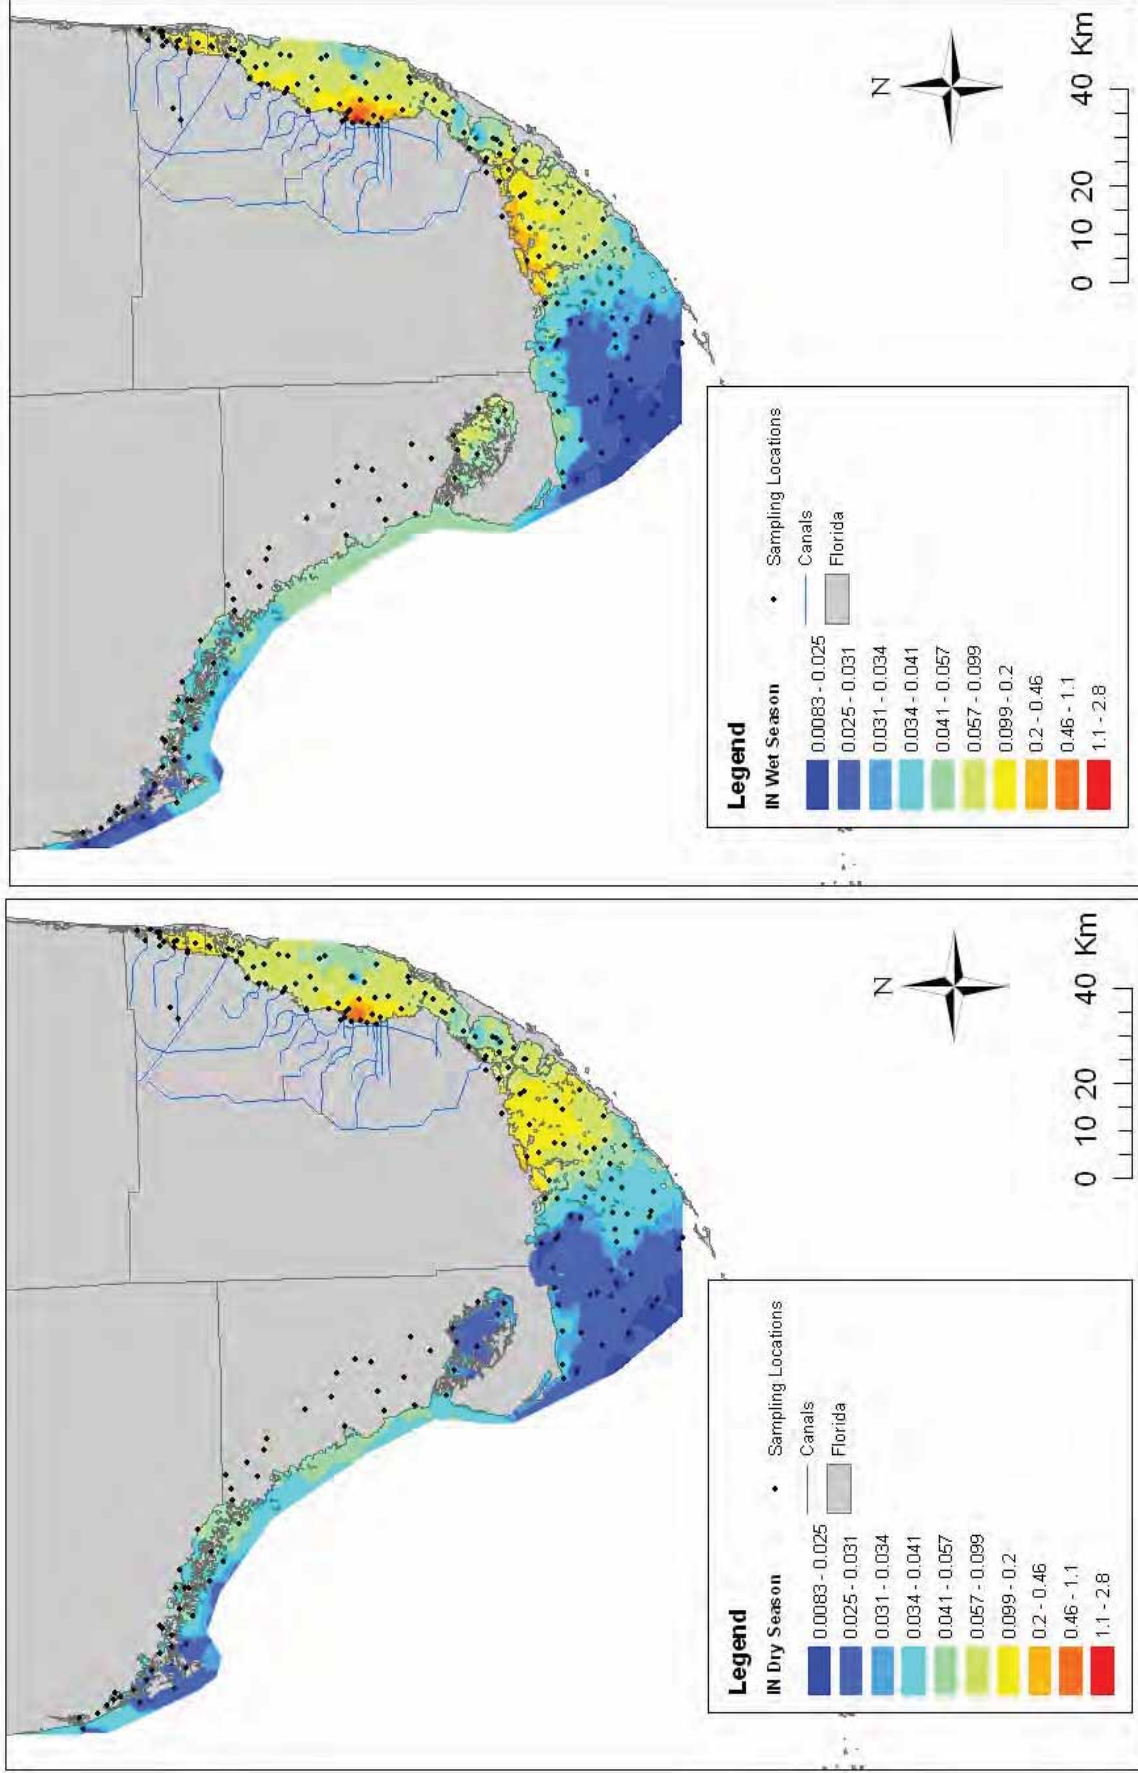 N
40 Km
20
10
0
Legend
IN Wet Season
0.0083 - 0.025
0.025 - 0.031
0.031 - 0.034
0.034 - 0.041
0.041 - 0.057
0.057 - 0.099
0.099 - 0.2
0.2 - 0.46
0.46 - 1.1
1.1 - 2.8
Sampling Locations
Canals
Florida
N
40 Km
20
10
0
Legend
IN Dry Season
0.0083 - 0.025
0.025 - 0.031
0.031 - 0.034
0.034 - 0.041
0.041 - 0.057
0.057 - 0.099
0.099 - 0.2
0.2 - 0.46
0.46 - 1.1
1.1 - 2.8
Sampling Locations
Canals
Florida